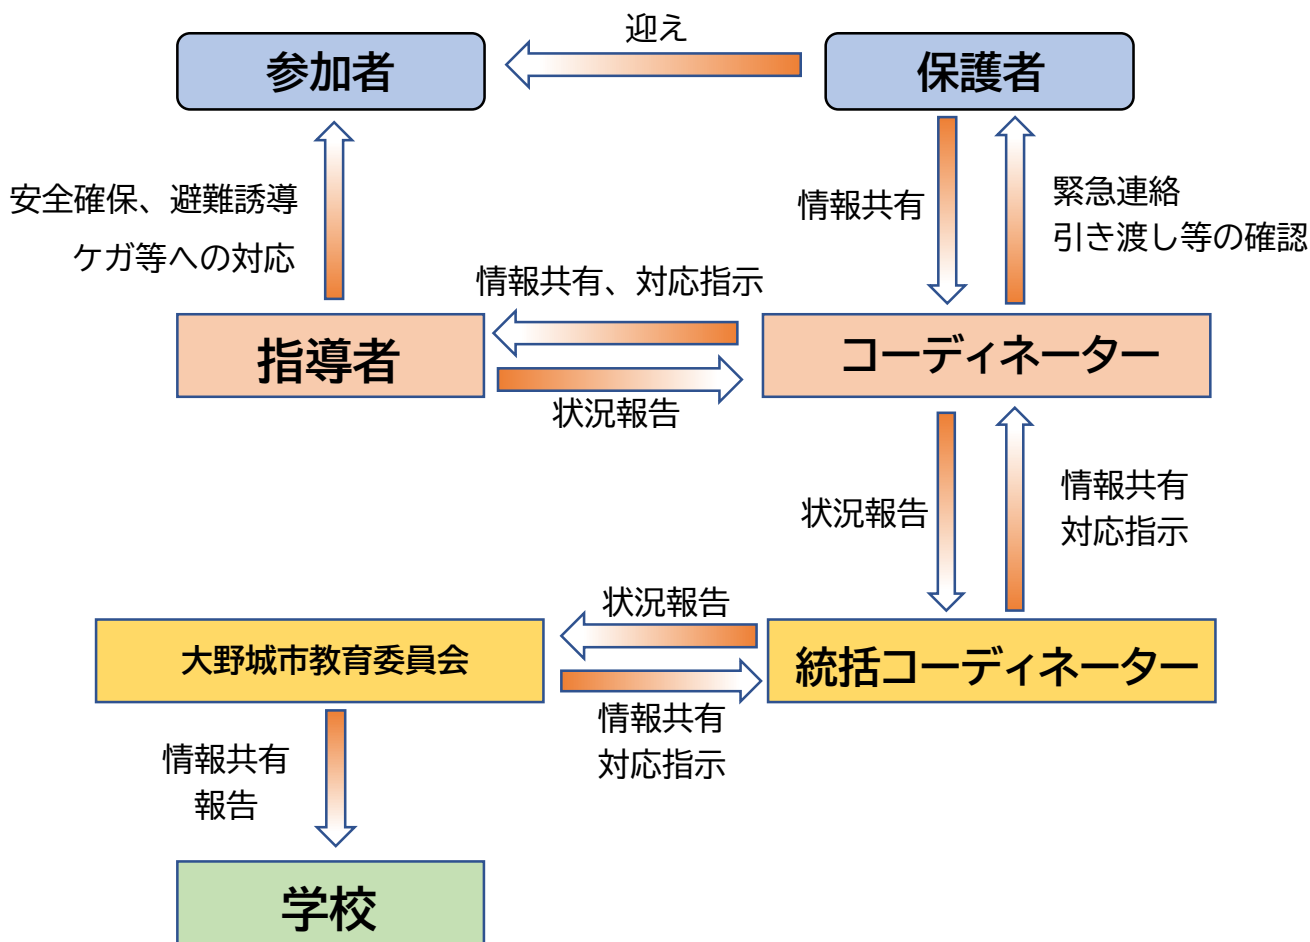 迎え
参加者
保護者
安全確保、避難誘導
ケガ等への対応
情報共有
緊急連絡
引き渡し等の確認
情報共有、対応指示
指導者
コーディネーター
状況報告
状況報告
情報共有
対応指示
状況報告
大野城市教育委員会
統括コーディネーター
情報共有
対応指示
情報共有
報告
学校